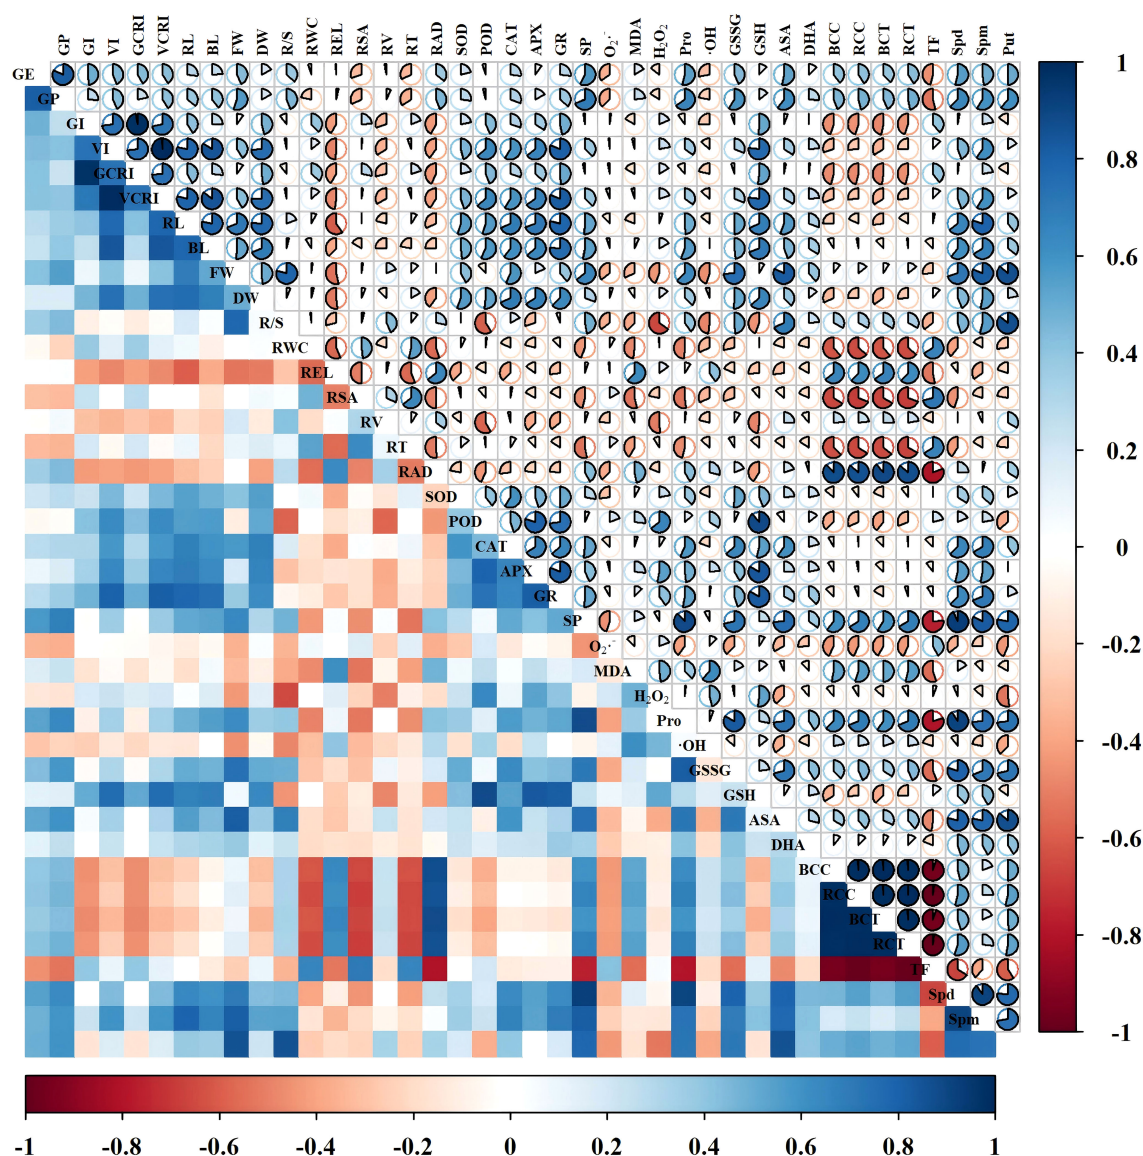 GP GI VI GCRI VCRI RL BL FW DW R/S RWC REL RSA RV RT RAD SOD POD CAT APX GR SP O₂·⁻ MDA H₂O₂ Pro ·OH GSSG GSH ASA DHA BCC RCC BCT RCT TF Spd Spm Put
GE
GP
GI
VI
GCRI
VCRI
RL
BL
FW
DW
R/S
RWC
REL
RSA
RV
RT
RAD
SOD
POD
CAT
APX
GR
SP
O₂·⁻
MDA
H₂O₂
Pro
·OH
GSSG
GSH
ASA
DHA
BCC
RCC
BCT
RCT
TF
Spd
Spm
1
0.8
0.6
0.4
0.2
0
-0.2
-0.4
-0.6
-0.8
-1
-1 -0.8 -0.6 -0.4 -0.2 0 0.2 0.4 0.6 0.8 1